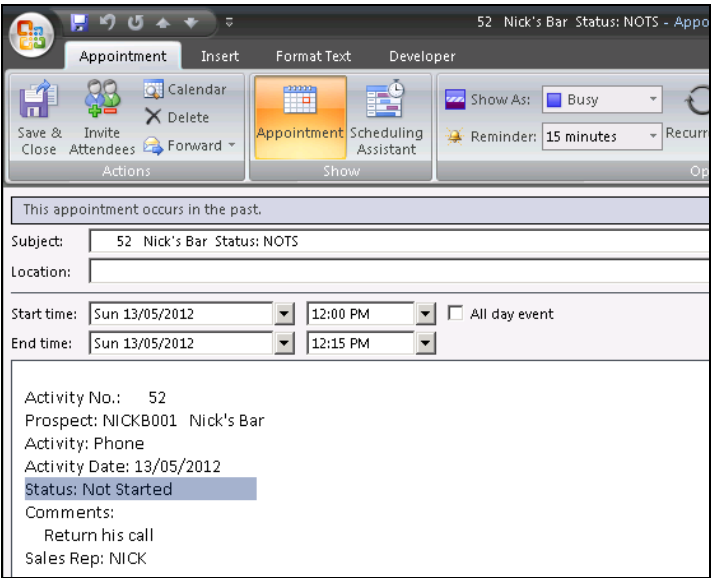 52 Nick's Bar Status: NOTS - Appo
Appointment Insert Format Text Developer
Save & Close
Invite Attendees
Calendar
Delete
Forward
Actions
Appointment
Scheduling Assistant
Show
Show As: Busy
Reminder: 15 minutes
Recurr
Op
This appointment occurs in the past.
Subject: 52 Nick's Bar Status: NOTS
Location:
Start time: Sun 13/05/2012 12:00 PM All day event
End time: Sun 13/05/2012 12:15 PM
Activity No.: 52
Prospect: NICKB001 Nick's Bar
Activity: Phone
Activity Date: 13/05/2012
Status: Not Started
Comments:
Return his call
Sales Rep: NICK